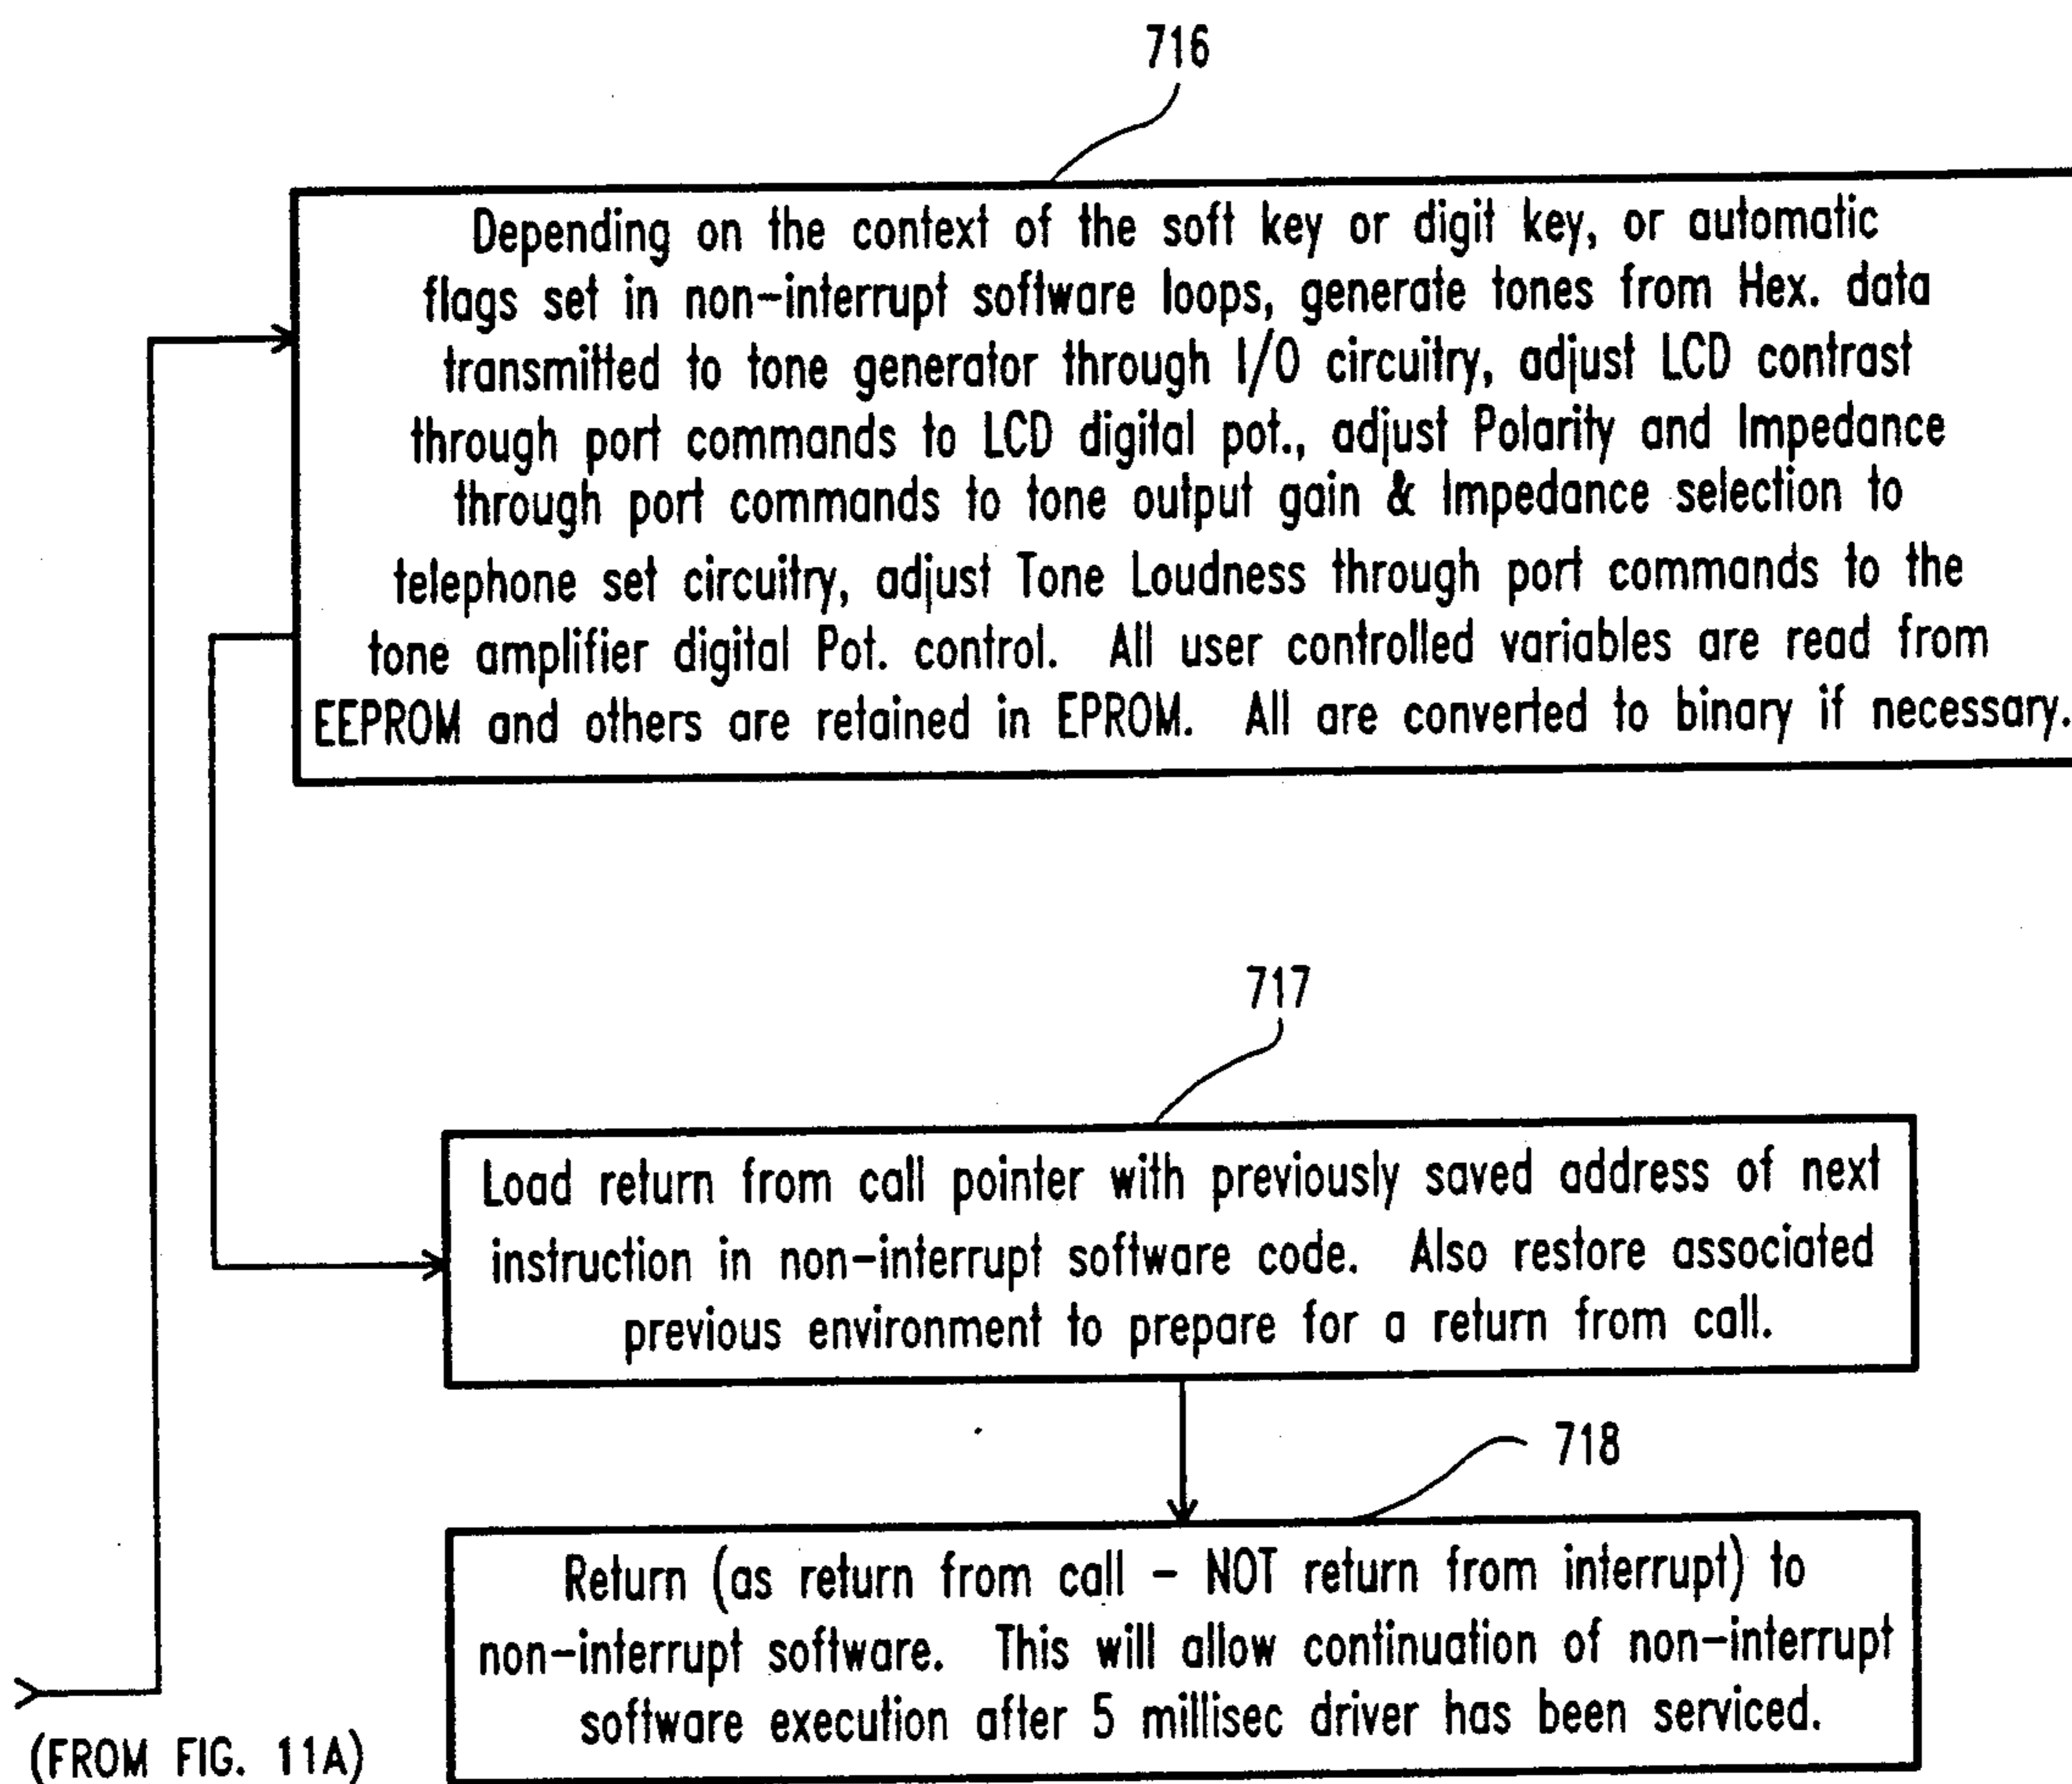 716
Depending on the context of the soft key or digit key, or automatic
flags set in non-interrupt software loops, generate tones from Hex. data
transmitted to tone generator through I/O circuitry, adjust LCD contrast
through port commands to LCD digital pot., adjust Polarity and Impedance
through port commands to tone output gain & Impedance selection to
telephone set circuitry, adjust Tone Loudness through port commands to the
tone amplifier digital Pot. control. All user controlled variables are read from
EEPROM and others are retained in EPROM. All are converted to binary if necessary.
717
Load return from call pointer with previously saved address of next
instruction in non-interrupt software code. Also restore associated
previous environment to prepare for a return from call.
718
Return (as return from call - NOT return from interrupt) to
non-interrupt software. This will allow continuation of non-interrupt
software execution after 5 millisec driver has been serviced.
(FROM FIG. 11A)